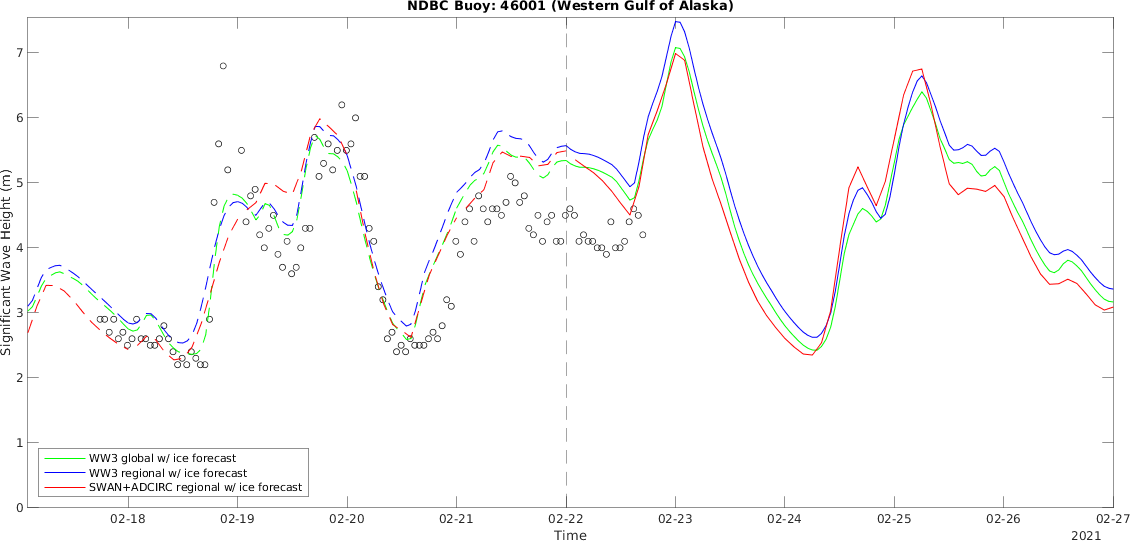 NDBC Buoy: 46001 (Western Gulf of Alaska)
Significant Wave Height (m)
7
6
5
4
3
2
1
0
WW3 global w/ ice forecast
WW3 regional w/ ice forecast
SWAN+ADCIRC regional w/ ice forecast
02-18 02-19 02-20 02-21 02-22 02-23 02-24 02-25 02-26 02-27
Time
2021